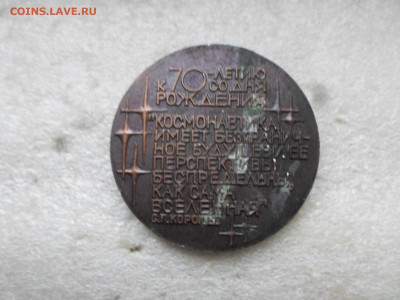 COINS.LAVE.RU
К 70-ЛЕТИЮ
СО ДНЯ
РОЖДЕНИЯ
"КОСМОНАВТИКА
ИМЕЕТ БЕЗГРАНИЧ-
НОЕ БУДУЩЕЕ И ЕЕ
ПЕРСПЕКТИВЫ
БЕСПРЕДЕЛЬНЫ
КАК САМА
ВСЕЛЕННАЯ"
С.П.КОРОЛЕВ